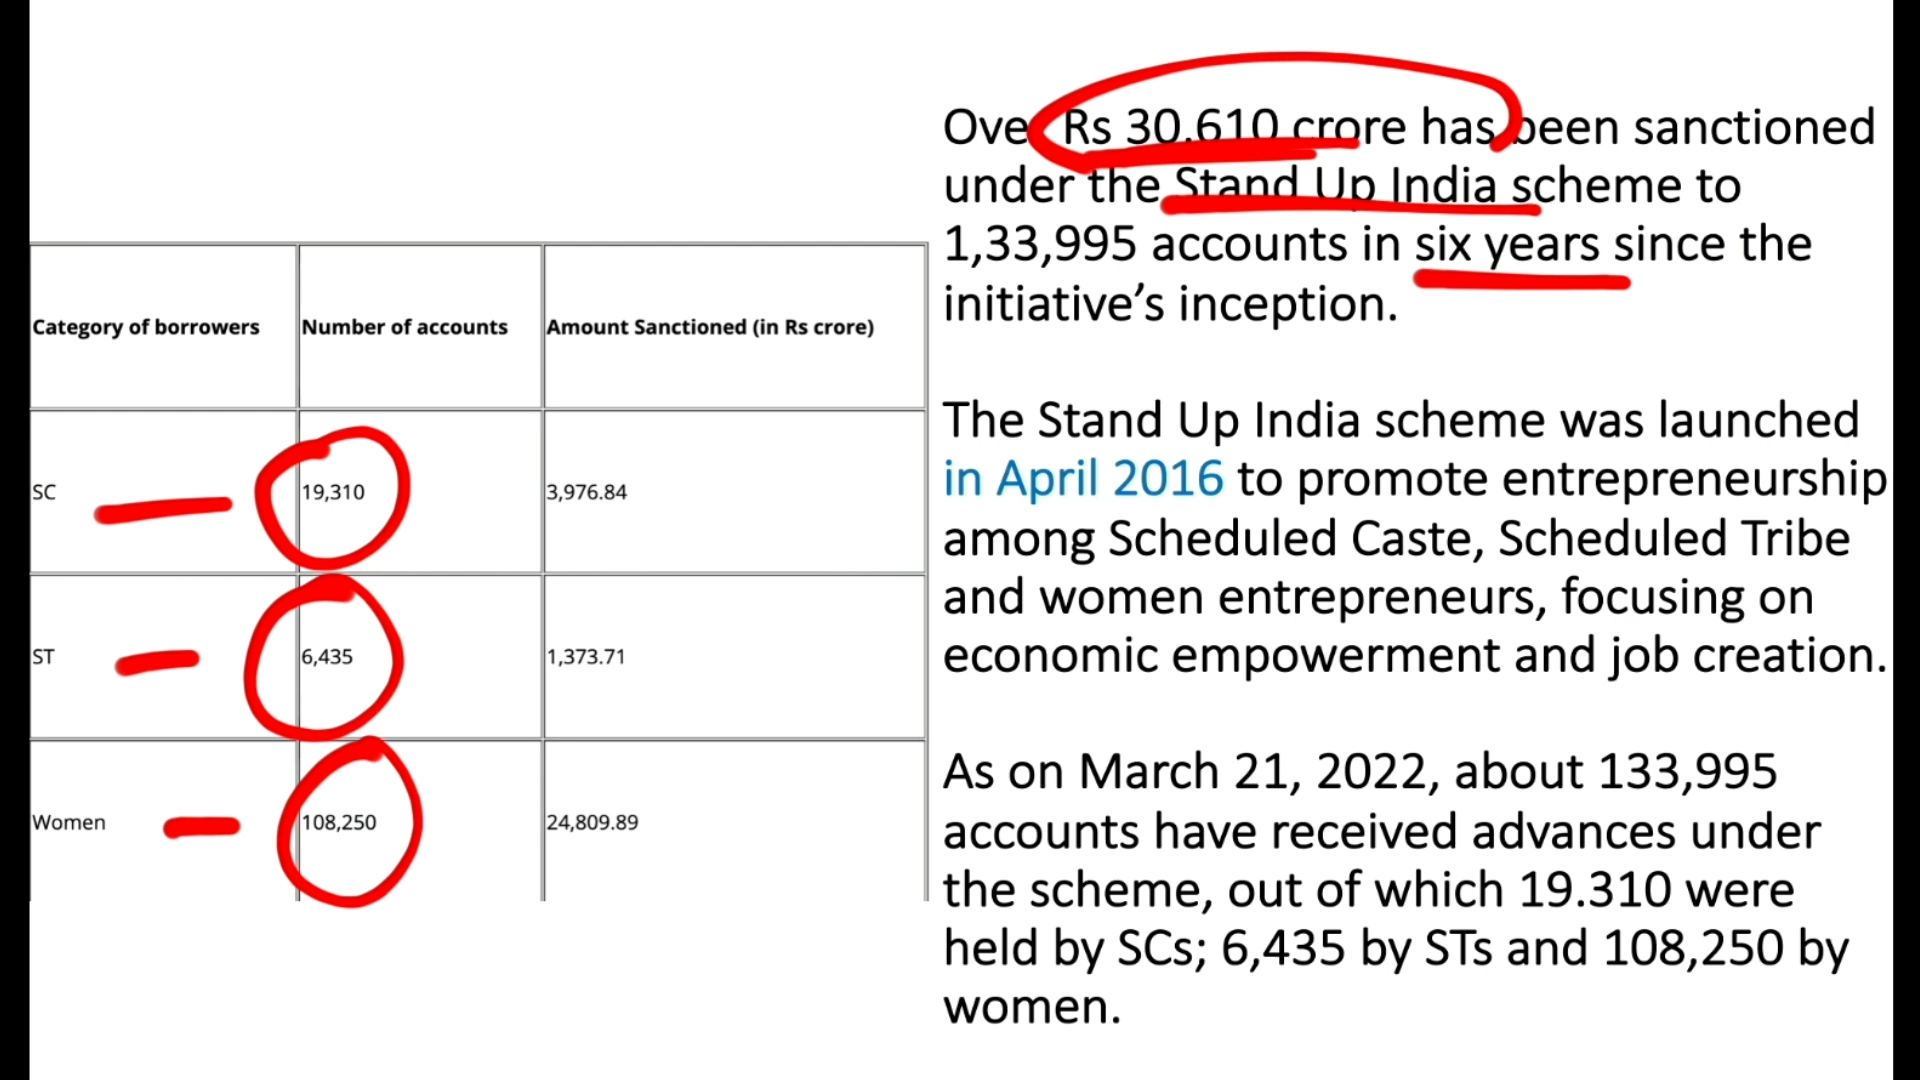 Category of borrowers Number of accounts Amount Sanctioned (in Rs crore)
SC 19,310 3,976.84
ST 6,435 1,373.71
Women 108,250 24,809.89
Over Rs 30,610 crore has been sanctioned
under the Stand Up India scheme to
1,33,995 accounts in six years since the
initiative’s inception.
The Stand Up India scheme was launched
in April 2016 to promote entrepreneurship
among Scheduled Caste, Scheduled Tribe
and women entrepreneurs, focusing on
economic empowerment and job creation.
As on March 21, 2022, about 133,995
accounts have received advances under
the scheme, out of which 19.310 were
held by SCs; 6,435 by STs and 108,250 by
women.